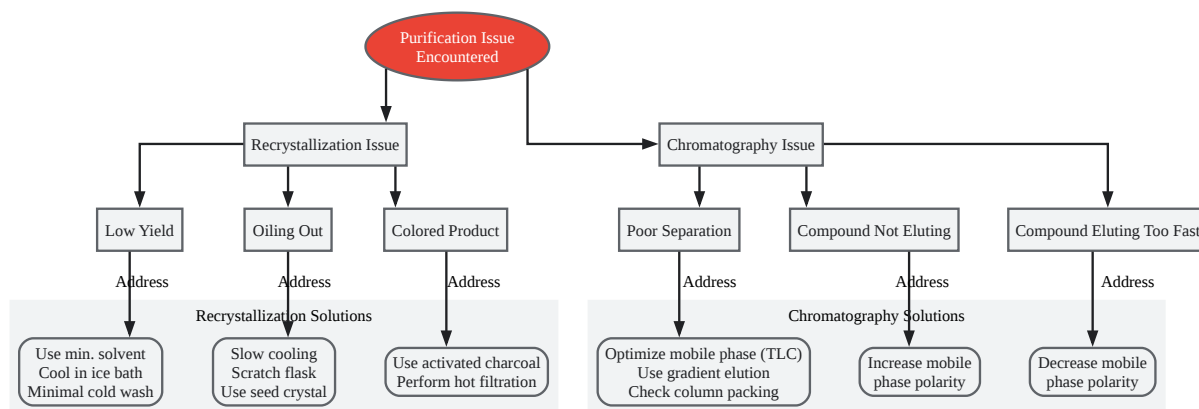 Purification Issue
Encountered
Recrystallization Issue
Chromatography Issue
Low Yield
Oiling Out
Colored Product
Poor Separation
Compound Not Eluting
Compound Eluting Too Fast
Address
Address
Address
Address
Address
Address
Recrystallization Solutions
Chromatography Solutions
Use min. solvent
Cool in ice bath
Minimal cold wash
Slow cooling
Scratch flask
Use seed crystal
Use activated charcoal
Perform hot filtration
Optimize mobile phase (TLC)
Use gradient elution
Check column packing
Increase mobile
phase polarity
Decrease mobile
phase polarity